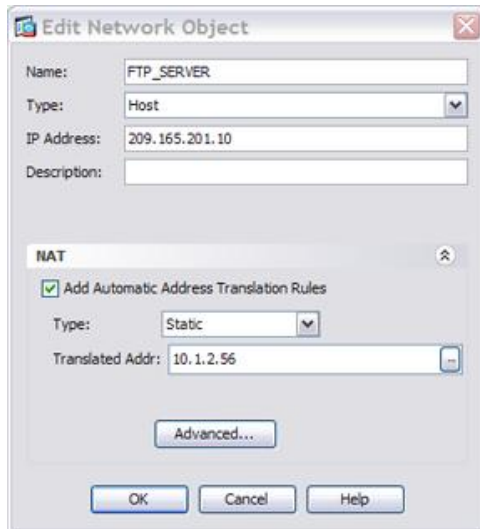 Edit Network Object
Name: FTP_SERVER
Type: Host
IP Address: 209.165.201.10
Description:
NAT
Add Automatic Address Translation Rules
Type: Static
Translated Addr: 10.1.2.56 ...
Advanced...
OK Cancel Help